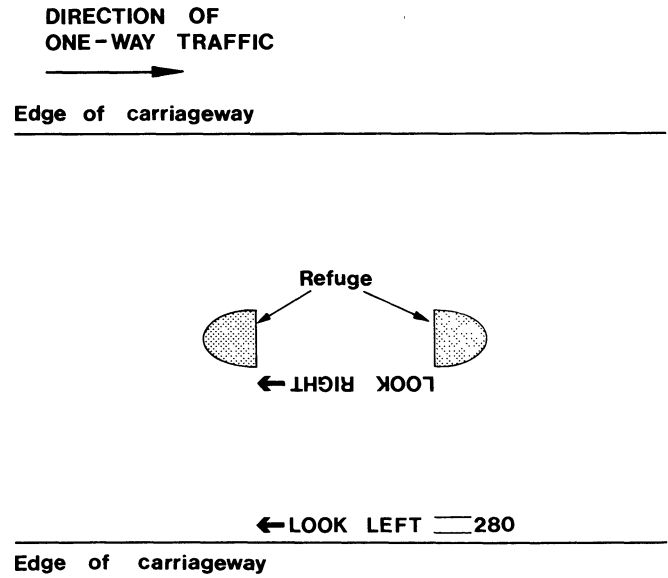 DIRECTION OF
ONE-WAY TRAFFIC
Edge of carriageway
Refuge
LOOK RIGHT
LOOK LEFT 280
Edge of carriageway